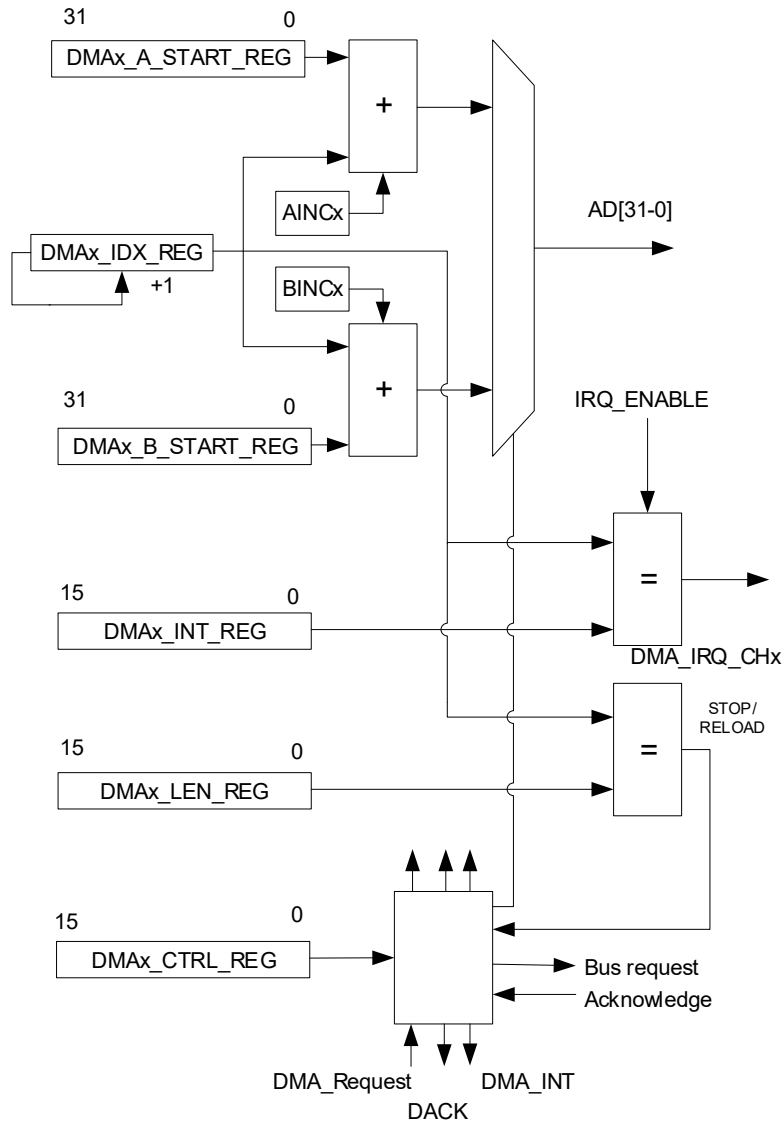 31 0
DMAx_A_START_REG
+
AINCx
AD[31-0]
DMAx_IDX_REG
+1
BINCx
+
31 0
DMAx_B_START_REG
IRQ_ENABLE
15 0
DMAx_INT_REG
=
DMA_IRQ_CHx
STOP/
RELOAD
=
15 0
DMAx_LEN_REG
15 0
DMAx_CTRL_REG
Bus request
Acknowledge
DMA_Request
DMA_INT
DACK